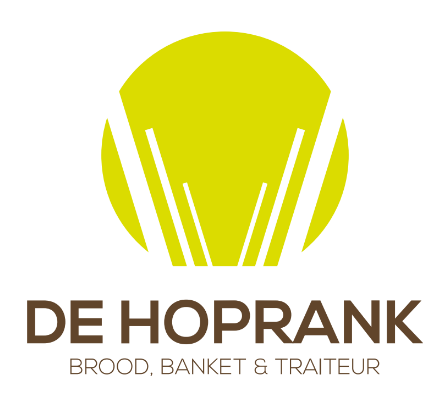 DE HOPRANK
BROOD, BANKET & TRAITEUR